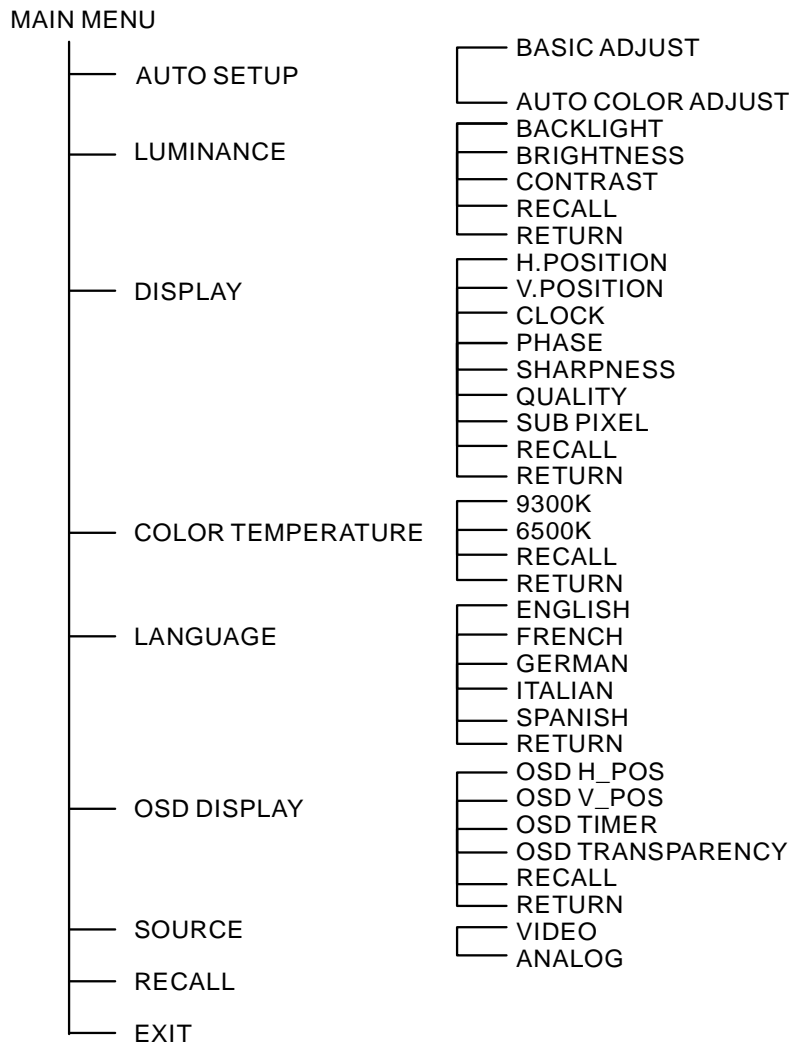 MAIN MENU
AUTO SETUP
BASIC ADJUST
AUTO COLOR ADJUST
LUMINANCE
BACKLIGHT
BRIGHTNESS
CONTRAST
RECALL
RETURN
DISPLAY
H.POSITION
V.POSITION
CLOCK
PHASE
SHARPNESS
QUALITY
SUB PIXEL
RECALL
RETURN
COLOR TEMPERATURE
9300K
6500K
RECALL
RETURN
LANGUAGE
ENGLISH
FRENCH
GERMAN
ITALIAN
SPANISH
RETURN
OSD DISPLAY
OSD H_POS
OSD V_POS
OSD TIMER
OSD TRANSPARENCY
RECALL
RETURN
SOURCE
VIDEO
ANALOG
RECALL
EXIT